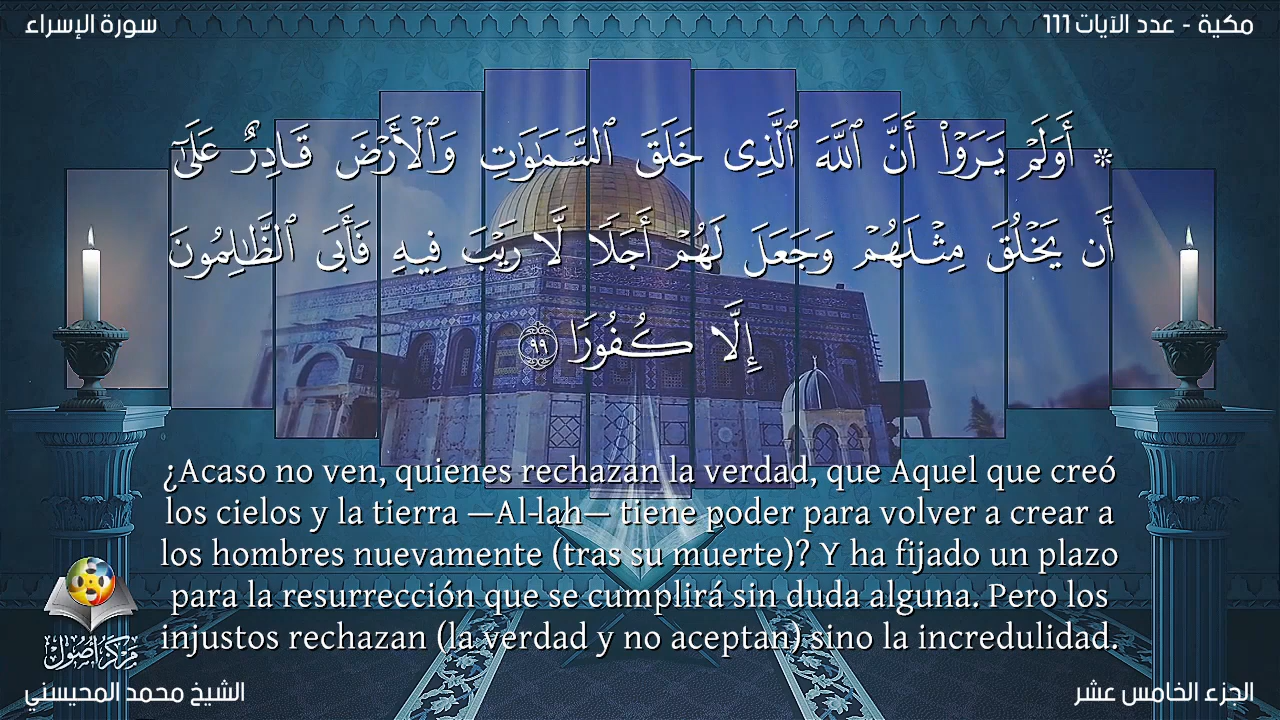 سورة الإسراء
مكية - عدد الآيات 111
۞ أَوَلَمْ يَرَوْا۟ أَنَّ ٱللَّهَ ٱلَّذِى خَلَقَ ٱلسَّمَـٰوَٰتِ وَٱلْأَرْضَ قَادِرٌ عَلَىٰٓ
أَن يَخْلُقَ مِثْلَهُمْ وَجَعَلَ لَهُمْ أَجَلًا لَّا رَيْبَ فِيهِ فَأَبَى ٱلظَّـٰلِمُونَ
إِلَّا كُفُورًا ٩٩
¿Acaso no ven, quienes rechazan la verdad, que Aquel que creó
los cielos y la tierra —Al-lah— tiene poder para volver a crear a
los hombres nuevamente (tras su muerte)? Y ha fijado un plazo
para la resurrección que se cumplirá sin duda alguna. Pero los
injustos rechazan (la verdad y no aceptan) sino la incredulidad.
مركز أصول
الشيخ محمد المحيسني
الجزء الخامس عشر